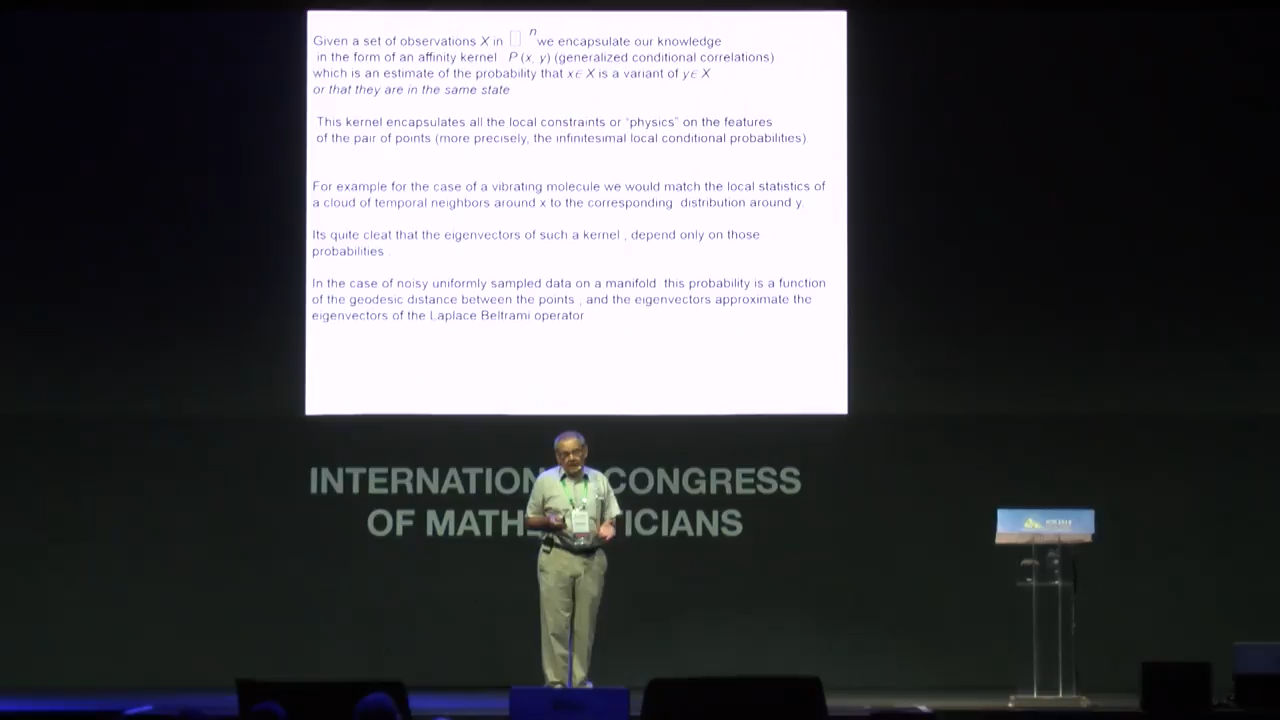 Given a set of observations X in □ n we encapsulate our knowledge
in the form of an affinity kernel P (x, y) (generalized conditional correlations)
which is an estimate of the probability that x∈ X is a variant of y∈ X
or that they are in the same state
This kernel encapsulates all the local constraints or "physics" on the features
of the pair of points (more precisely, the infinitesimal local conditional probabilities)
For example for the case of a vibrating molecule we would match the local statistics of
a cloud of temporal neighbors around x to the corresponding distribution around y.
Its quite cleat that the eigenvectors of such a kernel , depend only on those
probabilities .
In the case of noisy uniformly sampled data on a manifold this probability is a function
of the geodesic distance between the points , and the eigenvectors approximate the
eigenvectors of the Laplace Beltrami operator
INTERNATION CONGRESS
OF MATH TICIANS